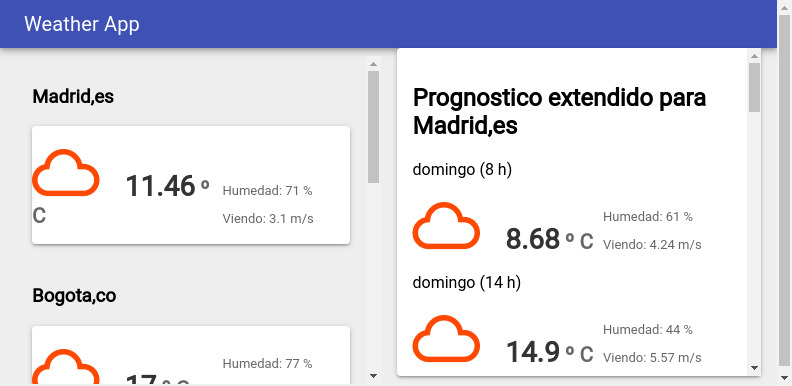 Weather App
Madrid,es
11.46 º
C
Humedad: 71 %
Viendo: 3.1 m/s
Bogota,co
17 º C
Humedad: 77 %
Prognostico extendido para
Madrid,es
domingo (8 h)
8.68 º C
Humedad: 61 %
Viendo: 4.24 m/s
domingo (14 h)
14.9 º C
Humedad: 44 %
Viendo: 5.57 m/s